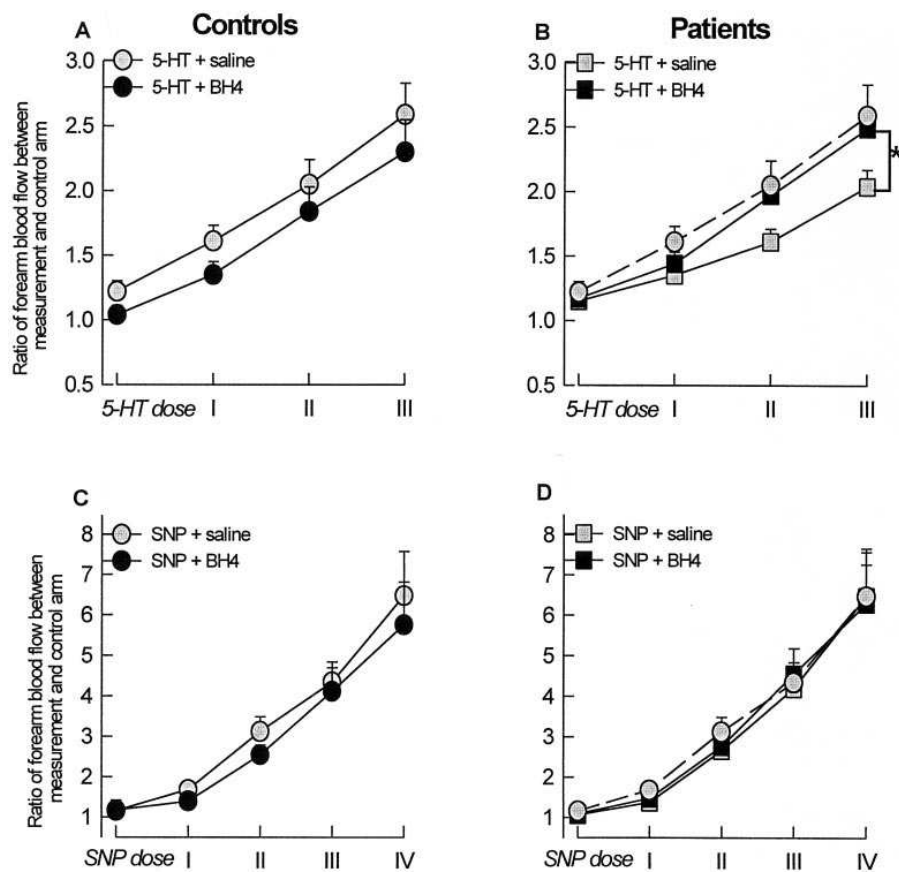 A
Controls
5-HT + saline
5-HT + BH4
Ratio of forearm blood flow between
measurement and control arm
3.0
2.5
2.0
1.5
1.0
0.5
5-HT dose I II III
B
Patients
5-HT + saline
5-HT + BH4
3.0
2.5
2.0
1.5
1.0
0.5
*
5-HT dose I II III
C
SNP + saline
SNP + BH4
Ratio of forearm blood flow between
measurement and control arm
8
7
6
5
4
3
2
1
SNP dose I II III IV
D
SNP + saline
SNP + BH4
8
7
6
5
4
3
2
1
SNP dose I II III IV